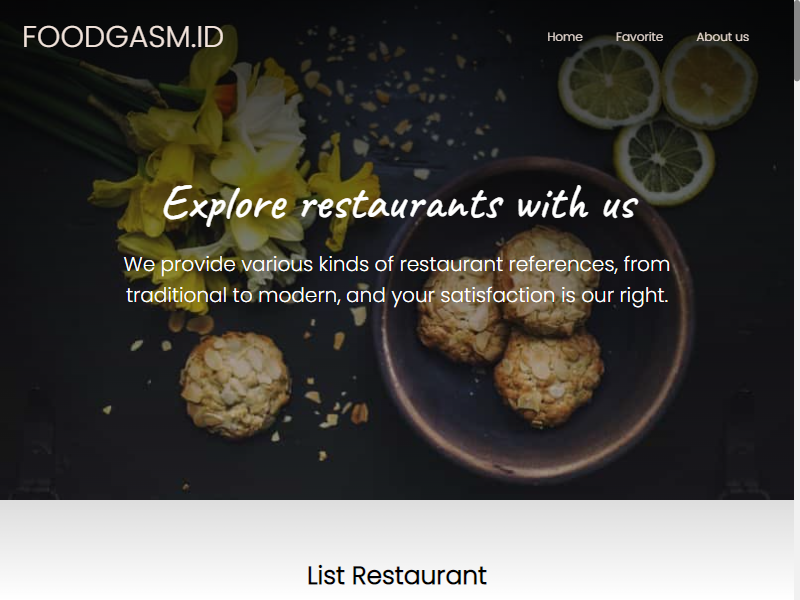 FOODGASM.ID
Home Favorite About us
Explore restaurants with us
We provide various kinds of restaurant references, from
traditional to modern, and your satisfaction is our right.
List Restaurant